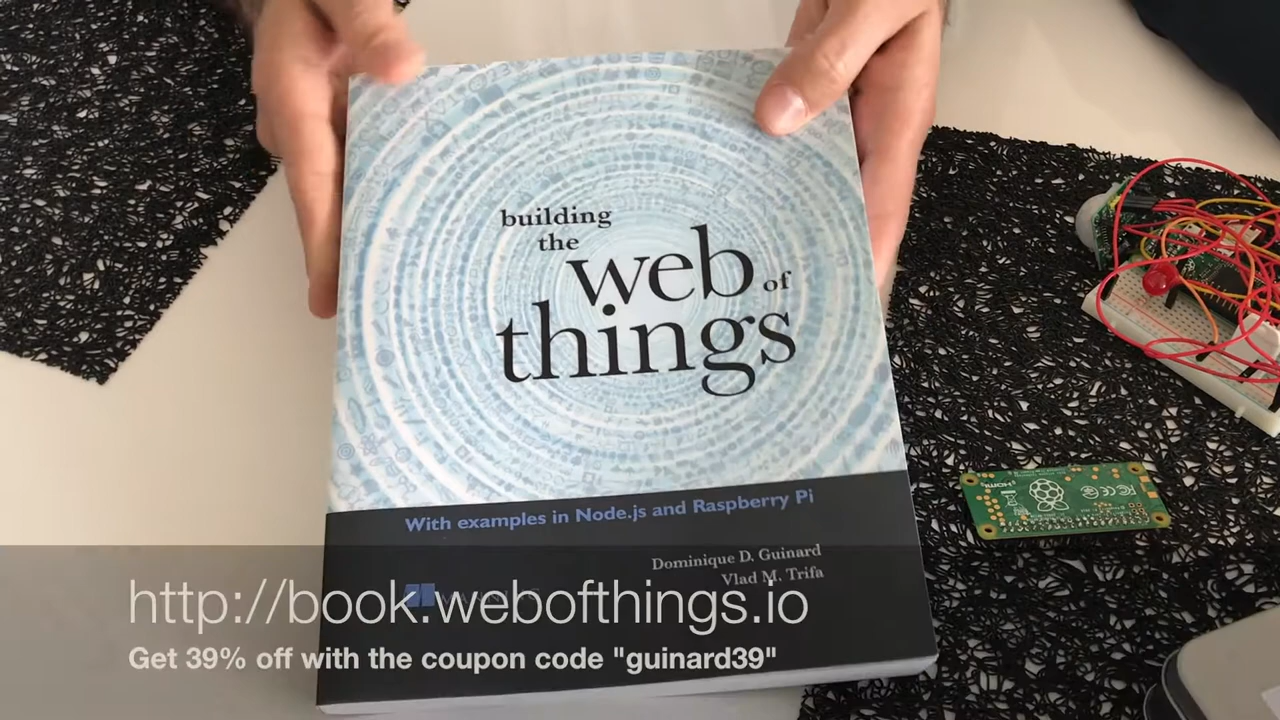 building
the
web of
things
With examples in Node.js and Raspberry Pi
Dominique D. Guinard
Vlad M. Trifa
http://book.webofthings.io
Get 39% off with the coupon code "guinard39"